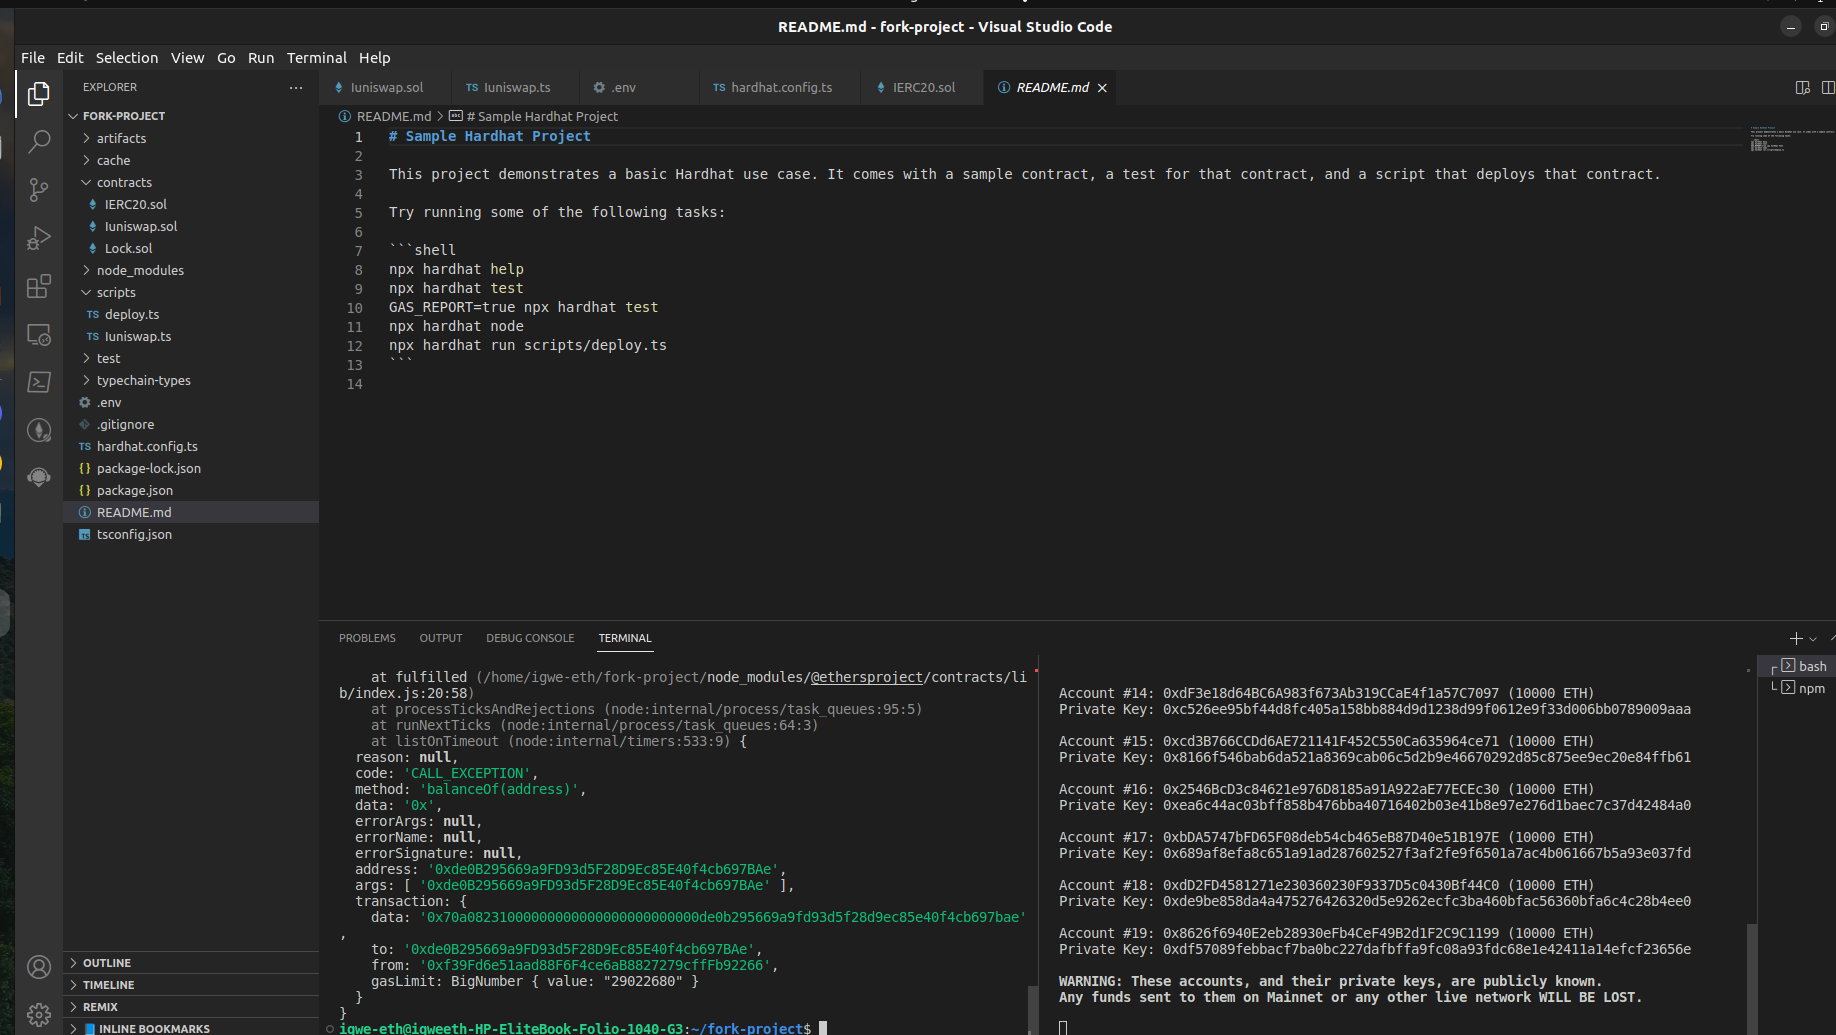 README.md - fork-project - Visual Studio Code
File Edit Selection View Go Run Terminal Help
EXPLORER
FORK-PROJECT
artifacts
cache
contracts
IERC20.sol
Iuniswap.sol
Lock.sol
node_modules
scripts
TS deploy.ts
TS Iuniswap.ts
test
typechain-types
.env
.gitignore
TS hardhat.config.ts
{} package-lock.json
{} package.json
README.md
TS tsconfig.json
OUTLINE
TIMELINE
REMIX
INLINE BOOKMARKS
Iuniswap.sol TS Iuniswap.ts .env TS hardhat.config.ts IERC20.sol README.md
README.md > abc # Sample Hardhat Project
1 # Sample Hardhat Project
2
3 This project demonstrates a basic Hardhat use case. It comes with a sample contract, a test for that contract, and a script that deploys that contract.
4
5 Try running some of the following tasks:
6
7 ```shell
8 npx hardhat help
9 npx hardhat test
10 GAS_REPORT=true npx hardhat test
11 npx hardhat node
12 npx hardhat run scripts/deploy.ts
13 ```
14
PROBLEMS OUTPUT DEBUG CONSOLE TERMINAL
at fulfilled (/home/igwe-eth/fork-project/node_modules/@ethersproject/contracts/li
b/index.js:20:58)
at processTicksAndRejections (node:internal/process/task_queues:95:5)
at runNextTicks (node:internal/process/task_queues:64:3)
at listOnTimeout (node:internal/timers:533:9) {
reason: null,
code: 'CALL_EXCEPTION',
method: 'balanceOf(address)',
data: '0x',
errorArgs: null,
errorName: null,
errorSignature: null,
address: '0xde0B295669a9FD93d5F28D9Ec85E40f4cb697BAe',
args: [ '0xde0B295669a9FD93d5F28D9Ec85E40f4cb697BAe' ],
transaction: {
data: '0x70a08231000000000000000000000000de0b295669a9fd93d5f28d9ec85e40f4cb697bae'
,
to: '0xde0B295669a9FD93d5F28D9Ec85E40f4cb697BAe',
from: '0xf39Fd6e51aad88F6F4ce6aB8827279cffFb92266',
gasLimit: BigNumber { value: "29022680" }
}
}
igwe-eth@igweeth-HP-EliteBook-Folio-1040-G3:~/fork-project$
Account #14: 0xdF3e18d64BC6A983f673Ab319CCaE4f1a57C7097 (10000 ETH)
Private Key: 0xc526ee95bf44d8fc405a158bb884d9d1238d99f0612e9f33d006bb0789009aaa
Account #15: 0xcd3B766CCDd6AE721141F452C550Ca635964ce71 (10000 ETH)
Private Key: 0x8166f546bab6da521a8369cab06c5d2b9e46670292d85c875ee9ec20e84ffb61
Account #16: 0x2546BcD3c84621e976D8185a91A922aE77ECEc30 (10000 ETH)
Private Key: 0xea6c44ac03bff858b476bba40716402b03e41b8e97e276d1baec7c37d42484a0
Account #17: 0xbDA5747bFD65F08deb54cb465eB87D40e51B197E (10000 ETH)
Private Key: 0x689af8efa8c651a91ad287602527f3af2fe9f6501a7ac4b061667b5a93e037fd
Account #18: 0xdD2FD4581271e230360230F9337D5c0430Bf44C0 (10000 ETH)
Private Key: 0xde9be858da4a475276426320d5e9262ecfc3ba460bfac56360bfa6c4c28b4ee0
Account #19: 0x8626f6940E2eb28930eFb4CeF49B2d1F2C9C1199 (10000 ETH)
Private Key: 0xdf57089febbacf7ba0bc227dafbffa9fc08a93fdc68e1e42411a14efcf23656e
WARNING: These accounts, and their private keys, are publicly known.
Any funds sent to them on Mainnet or any other live network WILL BE LOST.
bash
npm